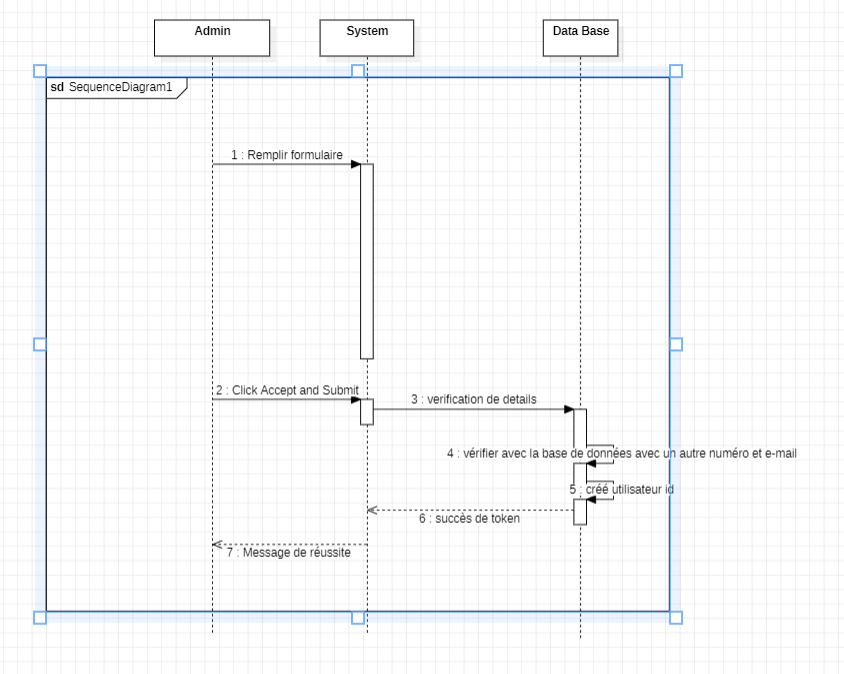 Admin
System
Data Base
sd SequenceDiagram1
1 : Remplir formulaire
2 : Click Accept and Submit
3 : verification de details
4 : vérifier avec la base de données avec un autre numéro et e-mail
5 : créé utilisateur id
6 : succès de token
7 : Message de réussite